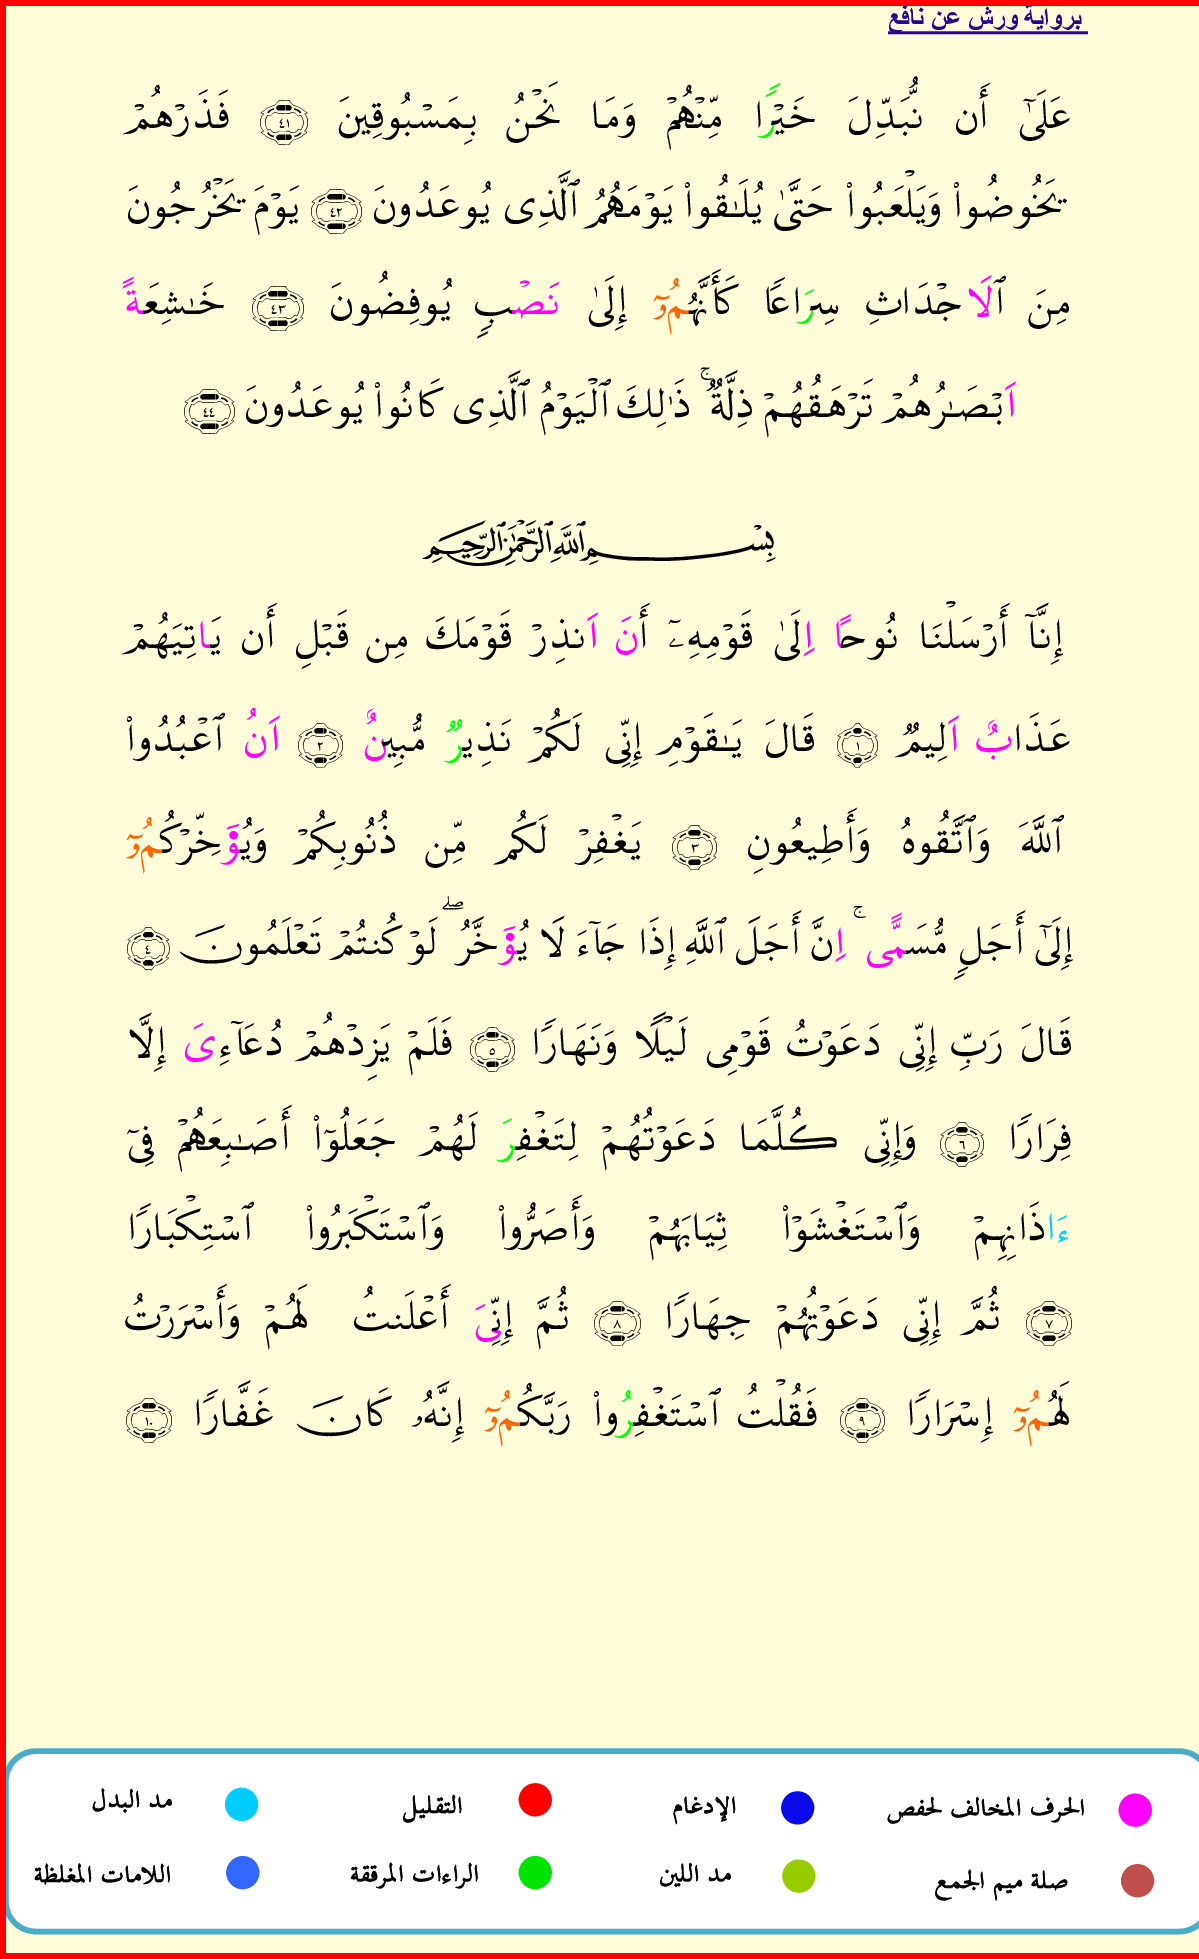 برواية ورش عن نافع
عَلَىٰٓ أَن نُّبَدِّلَ خَيْرًا مِّنْهُمْ وَمَا نَحْنُ بِمَسْبُوقِينَ ٤١ فَذَرْهُمْ
يَخُوضُوا۟ وَيَلْعَبُوا۟ حَتَّىٰ يُلَـٰقُوا۟ يَوْمَهُمُ ٱلَّذِى يُوعَدُونَ ٤٢ يَوْمَ يَخْرُجُونَ
مِنَ ٱلَاجْدَاثِ سِرَاعًا كَأَنَّهُمُۥٓ إِلَىٰ نَصْبٍ يُوفِضُونَ ٤٣ خَـٰشِعَةً
اَبْصَـٰرُهُمْ تَرْهَقُهُمْ ذِلَّةٌ ۚ ذَٰلِكَ ٱلْيَوْمُ ٱلَّذِى كَانُوا۟ يُوعَدُونَ ٤٤
بِسْمِ ٱللَّهِ ٱلرَّحْمَـٰنِ ٱلرَّحِيمِ
إِنَّآ أَرْسَلْنَا نُوحًا اِلَىٰ قَوْمِهِۦٓ أَنَ اَنذِرْ قَوْمَكَ مِن قَبْلِ أَن يَاتِيَهُمْ
عَذَابٌ اَلِيمٌ ١ قَالَ يَـٰقَوْمِ إِنِّى لَكُمْ نَذِيرٌ مُّبِينٌ ٢ اَنُ ٱعْبُدُوا۟
ٱللَّهَ وَٱتَّقُوهُ وَأَطِيعُونِ ٣ يَغْفِرْ لَكُم مِّن ذُنُوبِكُمْ وَيُؤَخِّرْكُمُۥٓ
إِلَىٰٓ أَجَلٍ مُّسَمًّى ۚ اِنَّ أَجَلَ ٱللَّهِ إِذَا جَآءَ لَا يُؤَخَّرُ ۖ لَوْ كُنتُمْ تَعْلَمُونَ ٤
قَالَ رَبِّ إِنِّى دَعَوْتُ قَوْمِى لَيْلًا وَنَهَارًا ٥ فَلَمْ يَزِدْهُمْ دُعَآءِىَ إِلَّا
فِرَارًا ٦ وَإِنِّى كُلَّمَا دَعَوْتُهُمْ لِتَغْفِرَ لَهُمْ جَعَلُوٓا۟ أَصَـٰبِعَهُمْ فِىٓ
ءَاذَانِهِمْ وَٱسْتَغْشَوْا۟ ثِيَابَهُمْ وَأَصَرُّوا۟ وَٱسْتَكْبَرُوا۟ ٱسْتِكْبَارًا
٧ ثُمَّ إِنِّى دَعَوْتُهُمْ جِهَارًا ٨ ثُمَّ إِنِّىَ أَعْلَنتُ لَهُمْ وَأَسْرَرْتُ
لَهُمُۥٓ إِسْرَارًا ٩ فَقُلْتُ ٱسْتَغْفِرُوا۟ رَبَّكُمُۥٓ إِنَّهُۥ كَانَ غَفَّارًا ١٠
الحرف المخالف لحفص الإدغام التقليل مد البدل
صلة ميم الجمع مد اللين الراءات المرققة اللامات المغلظة